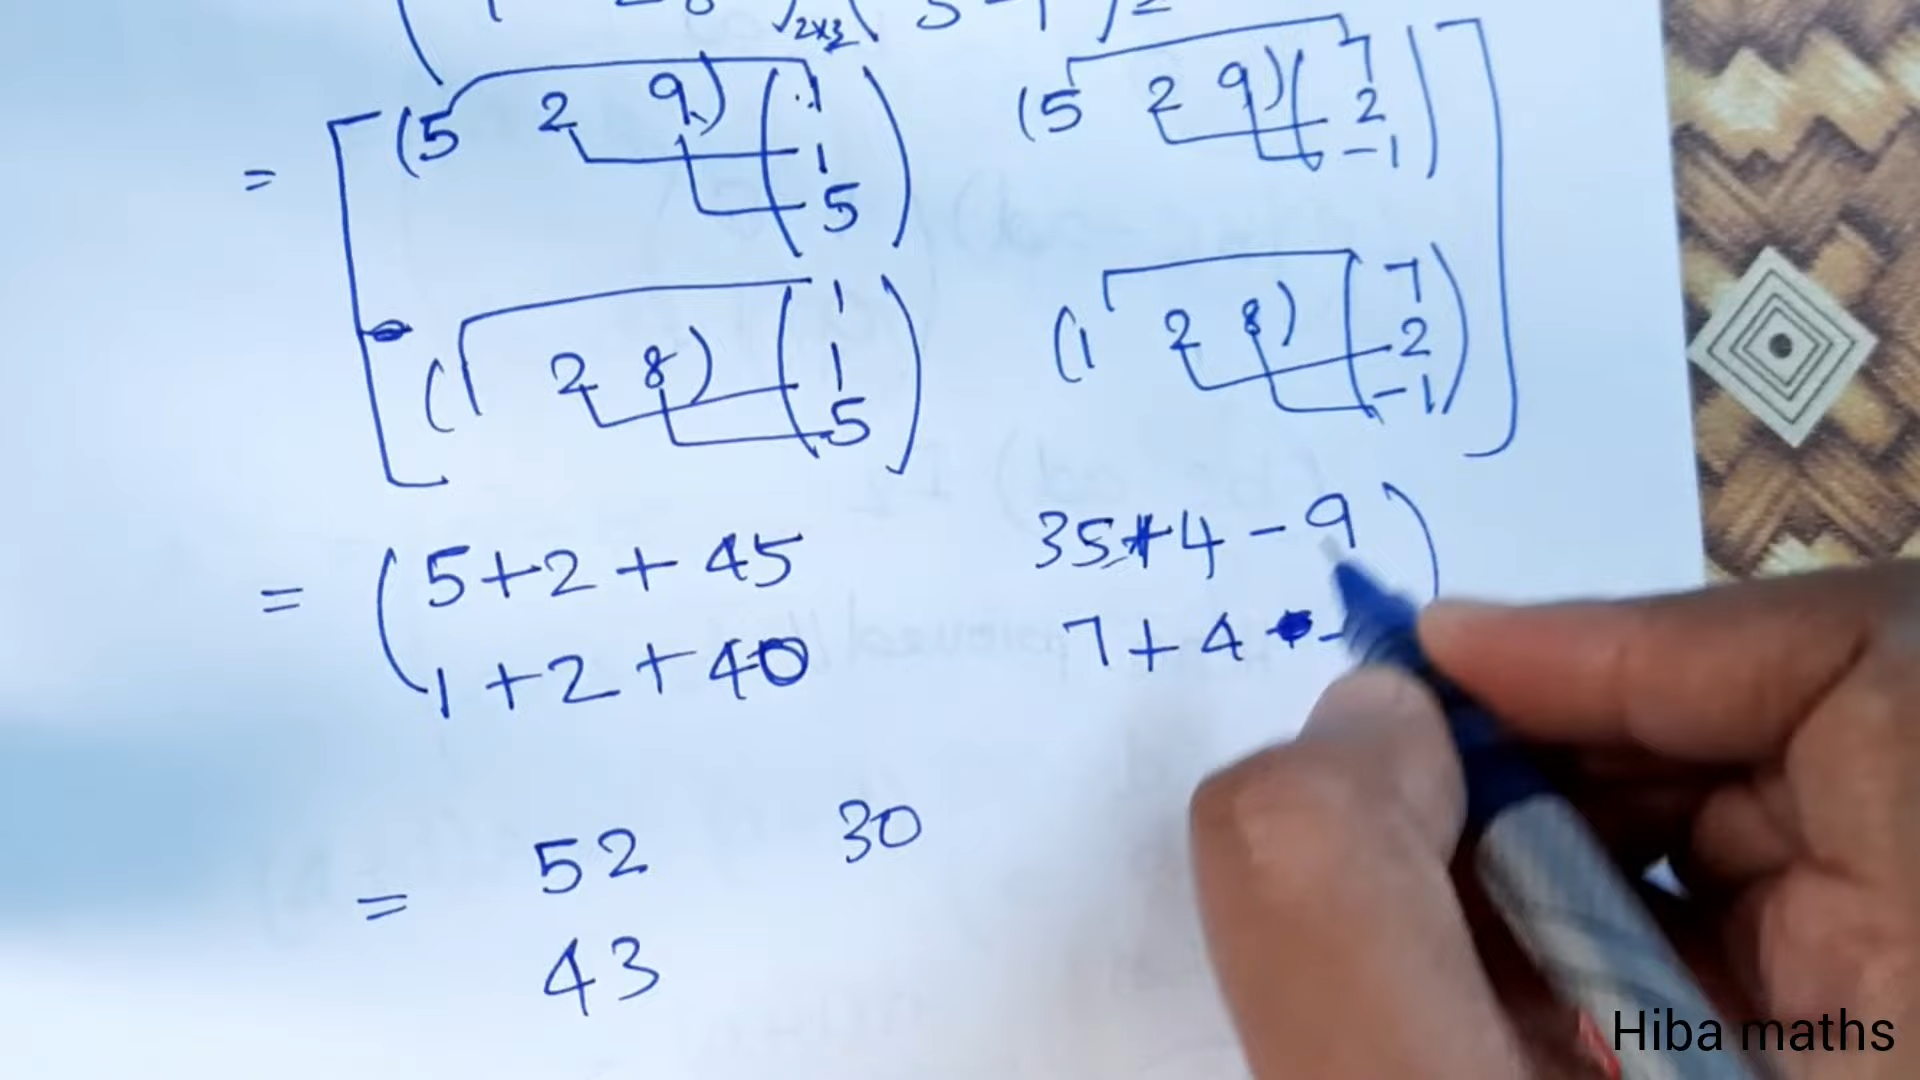 2x3
= [ (5 2 9) ( 1 (5 2 9) ( 7
1 2
5 ) -1 ) ]
(1 2 8) ( 1 (1 2 8) ( 7
1 2
5 ) -1 )
= ( 5+2+45 35+4-9 )
1+2+40 7+4-
= 52 30
43
Hiba maths